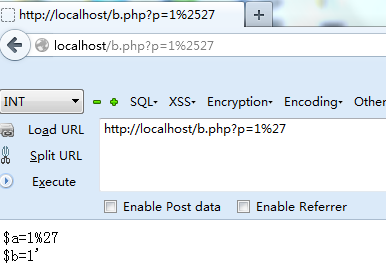 http://localhost/b.php?p=1%2527
localhost/b.php?p=1%2527
INT SQL▾ XSS▾ Encryption▾ Encoding▾ Other
Load URL http://localhost/b.php?p=1%27
Split URL
Execute
Enable Post data Enable Referrer
$a=1%27
$b=1'